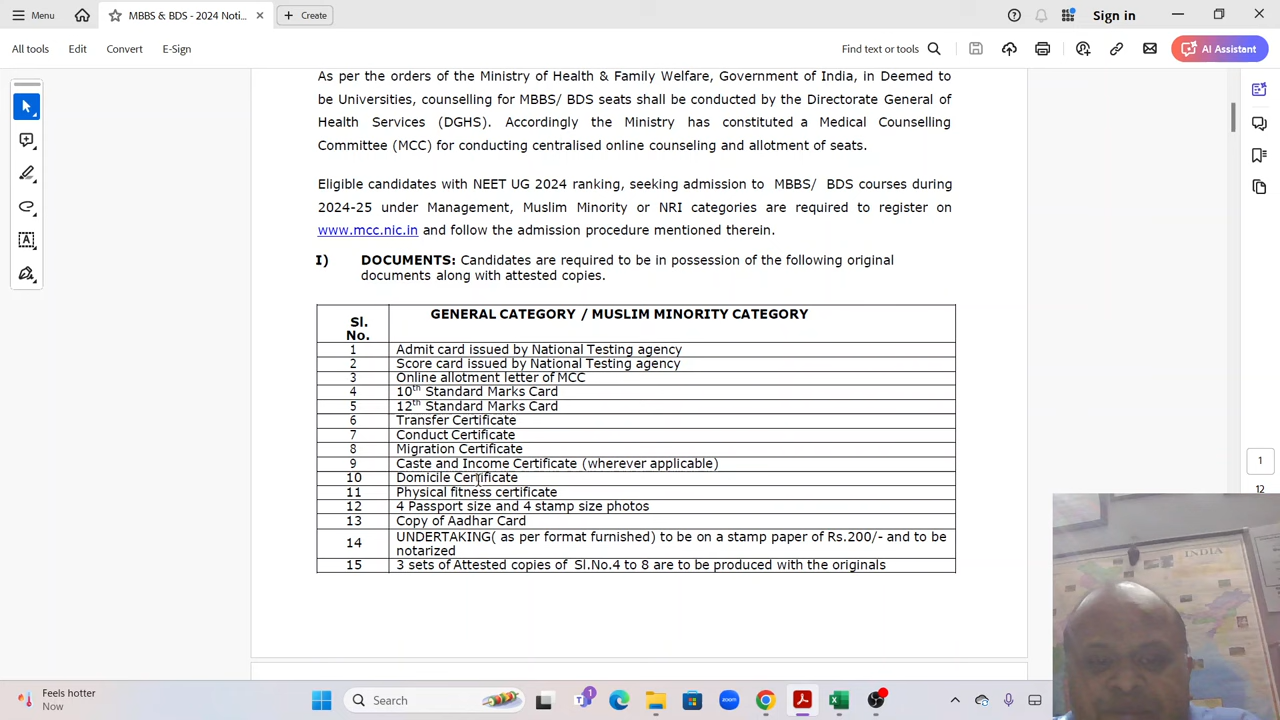 Menu
MBBS & BDS - 2024 Noti...
Create
Sign in
All tools
Edit
Convert
E-Sign
Find text or tools
AI Assistant
As per the orders of the Ministry of Health & Family Welfare, Government of India, in Deemed to
be Universities, counselling for MBBS/ BDS seats shall be conducted by the Directorate General of
Health Services (DGHS). Accordingly the Ministry has constituted a Medical Counselling
Committee (MCC) for conducting centralised online counseling and allotment of seats.
Eligible candidates with NEET UG 2024 ranking, seeking admission to MBBS/ BDS courses during
2024-25 under Management, Muslim Minority or NRI categories are required to register on
www.mcc.nic.in and follow the admission procedure mentioned therein.
I) DOCUMENTS: Candidates are required to be in possession of the following original
documents along with attested copies.
Sl. No. GENERAL CATEGORY / MUSLIM MINORITY CATEGORY
1 Admit card issued by National Testing agency
2 Score card issued by National Testing agency
3 Online allotment letter of MCC
4 10th Standard Marks Card
5 12th Standard Marks Card
6 Transfer Certificate
7 Conduct Certificate
8 Migration Certificate
9 Caste and Income Certificate (wherever applicable)
10 Domicile Certificate
11 Physical fitness certificate
12 4 Passport size and 4 stamp size photos
13 Copy of Aadhar Card
14 UNDERTAKING( as per format furnished) to be on a stamp paper of Rs.200/- and to be
notarized
15 3 sets of Attested copies of Sl.No.4 to 8 are to be produced with the originals
1
12
INDIA
Feels hotter
Now
Search
1